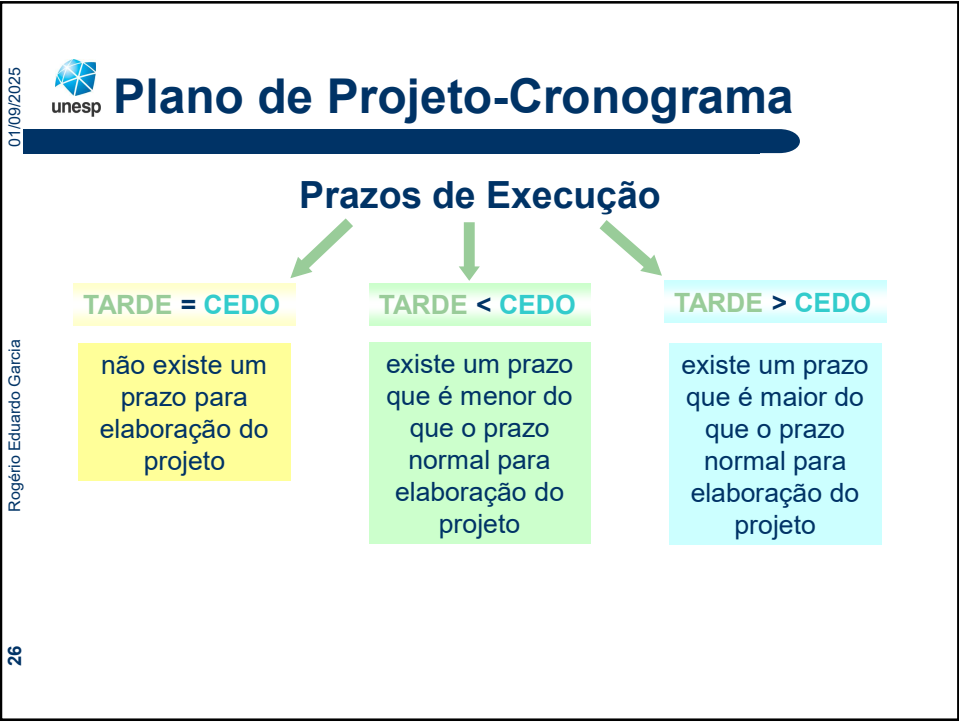 01/09/2025
unesp
Plano de Projeto-Cronograma
Prazos de Execução
TARDE = CEDO
não existe um
prazo para
elaboração do
projeto
TARDE < CEDO
existe um prazo
que é menor do
que o prazo
normal para
elaboração do
projeto
TARDE > CEDO
existe um prazo
que é maior do
que o prazo
normal para
elaboração do
projeto
Rogério Eduardo Garcia
26